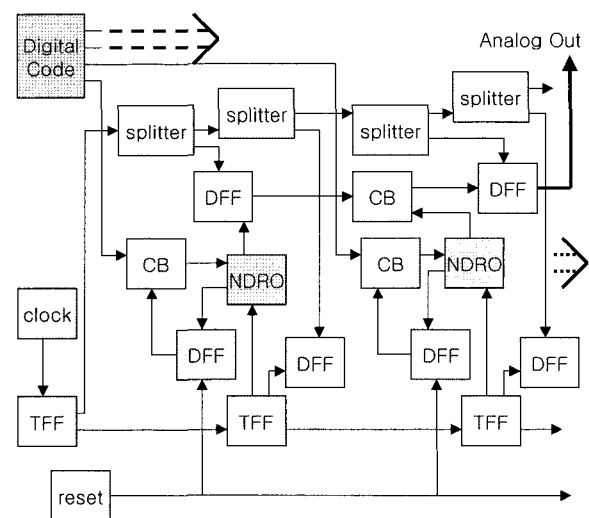 Digital
Code
Analog Out
splitter
splitter
splitter
splitter
DFF
CB
DFF
CB
NDRO
CB
NDRO
clock
DFF
DFF
DFF
DFF
TFF
TFF
TFF
reset